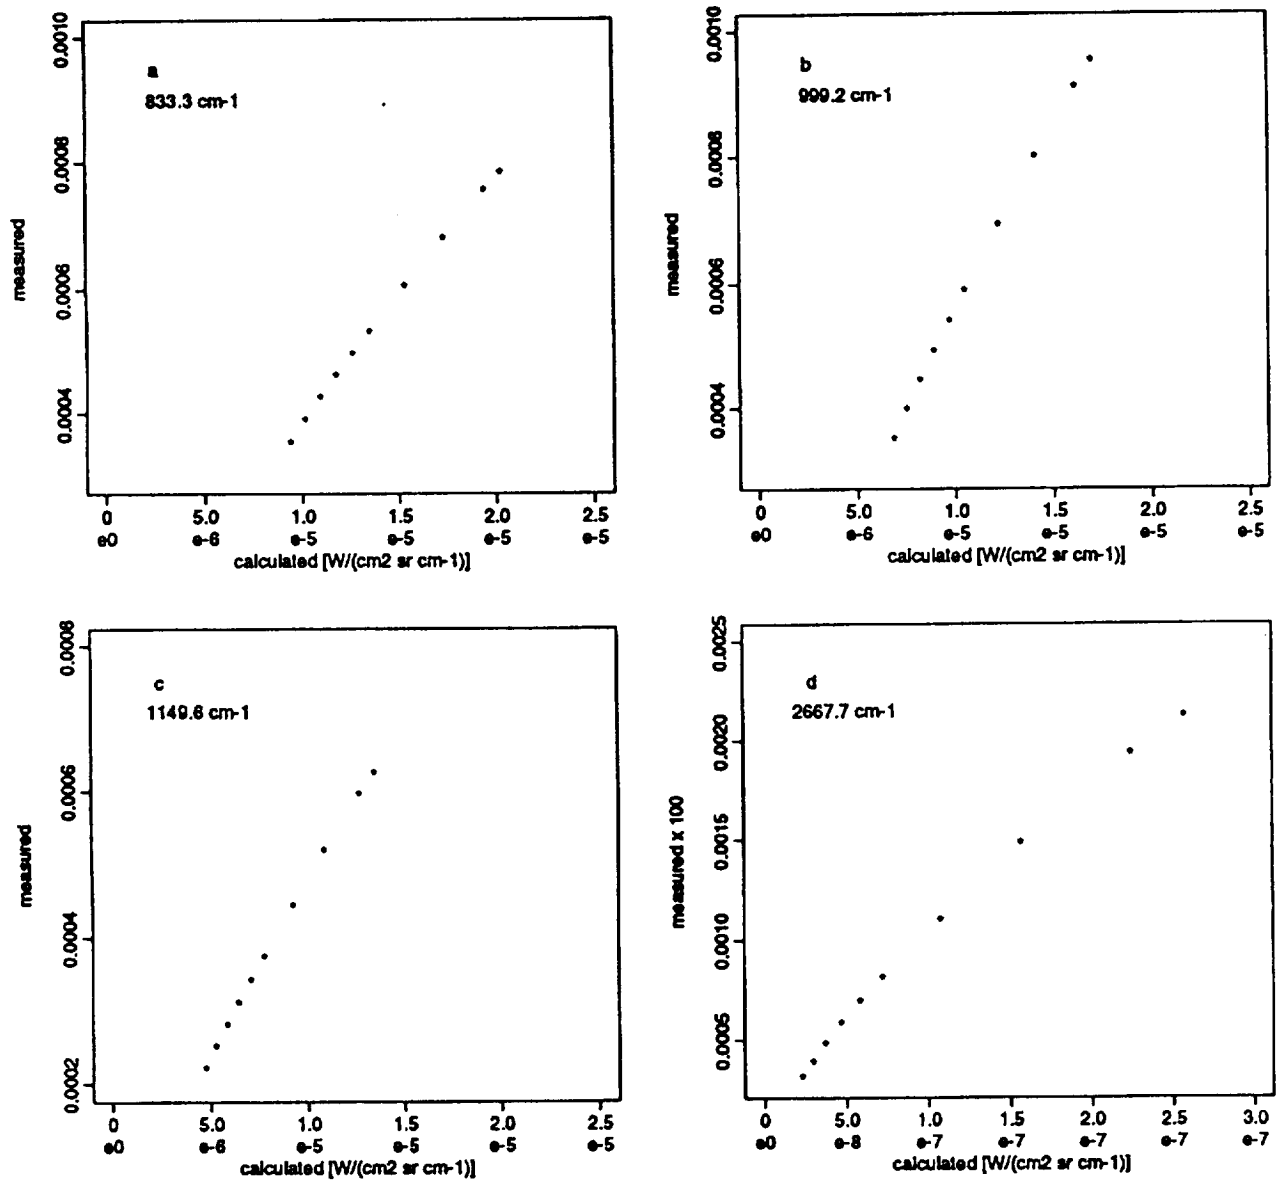 a
833.3 cm-1
measured
0.0010
0.0008
0.0006
0.0004
0 5.0 1.0 1.5 2.0 2.5
e0 e-6 e-5 e-5 e-5 e-5
calculated [W/(cm2 sr cm-1)]
b
999.2 cm-1
measured
0.0010
0.0008
0.0006
0.0004
0 5.0 1.0 1.5 2.0 2.5
e0 e-6 e-5 e-5 e-5 e-5
calculated [W/(cm2 sr cm-1)]
c
1149.6 cm-1
measured
0.0008
0.0006
0.0004
0.0002
0 5.0 1.0 1.5 2.0 2.5
e0 e-6 e-5 e-5 e-5 e-5
calculated [W/(cm2 sr cm-1)]
d
2667.7 cm-1
measured x 100
0.0025
0.0020
0.0015
0.0010
0.0005
0 5.0 1.0 1.5 2.0 2.5 3.0
e0 e-8 e-7 e-7 e-7 e-7 e-7
calculated [W/(cm2 sr cm-1)]